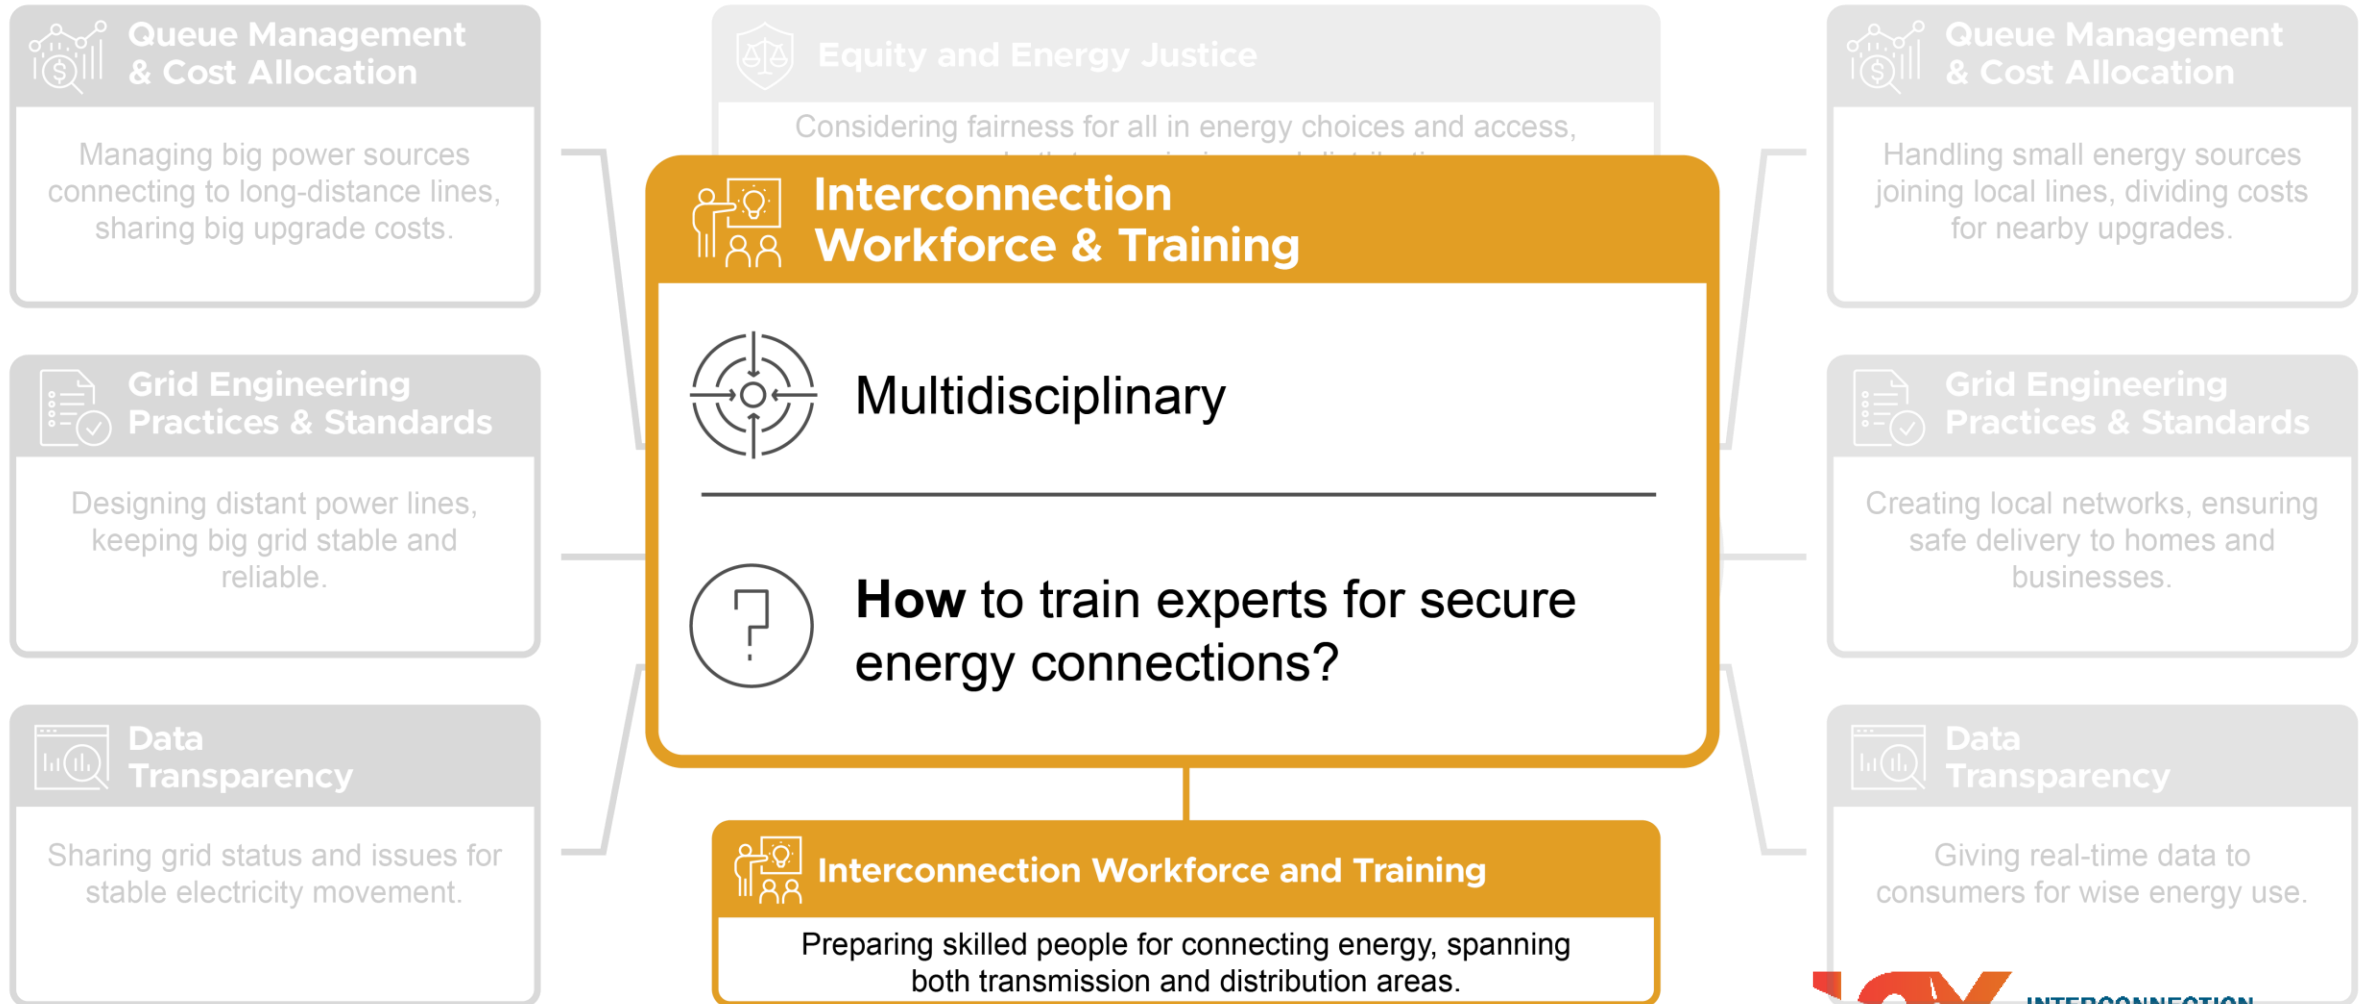 Queue Management
& Cost Allocation
Managing big power sources
connecting to long-distance lines,
sharing big upgrade costs.
Grid Engineering
Practices & Standards
Designing distant power lines,
keeping big grid stable and
reliable.
Data
Transparency
Sharing grid status and issues for
stable electricity movement.
Equity and Energy Justice
Considering fairness for all in energy choices and access,
Interconnection
Workforce & Training
Multidisciplinary
How to train experts for secure
energy connections?
Interconnection Workforce and Training
Preparing skilled people for connecting energy, spanning
both transmission and distribution areas.
Queue Management
& Cost Allocation
Handling small energy sources
joining local lines, dividing costs
for nearby upgrades.
Grid Engineering
Practices & Standards
Creating local networks, ensuring
safe delivery to homes and
businesses.
Data
Transparency
Giving real-time data to
consumers for wise energy use.
INTERCONNECTION